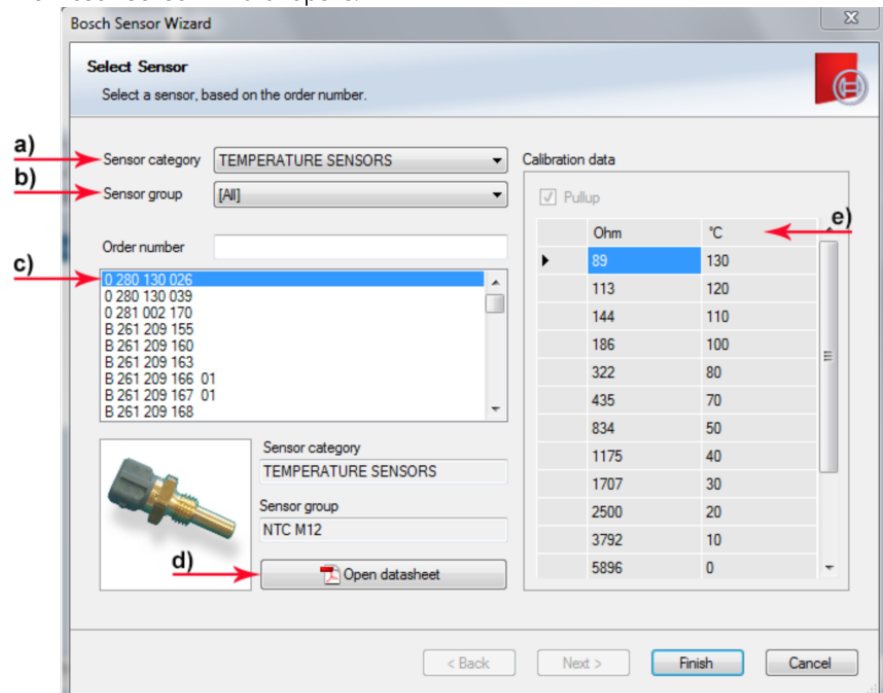 Bosch Sensor Wizard
Select Sensor
Select a sensor, based on the order number.
a)
Sensor category TEMPERATURE SENSORS
b)
Sensor group [All]
Order number
c)
0 280 130 026
0 280 130 039
0 281 002 170
B 261 209 155
B 261 209 160
B 261 209 163
B 261 209 166 01
B 261 209 167 01
B 261 209 168
Sensor category
TEMPERATURE SENSORS
Sensor group
NTC M12
d)
Open datasheet
Calibration data
Pullup
e)
Ohm °C
89 130
113 120
144 110
186 100
322 80
435 70
834 50
1175 40
1707 30
2500 20
3792 10
5896 0
< Back Next > Finish Cancel